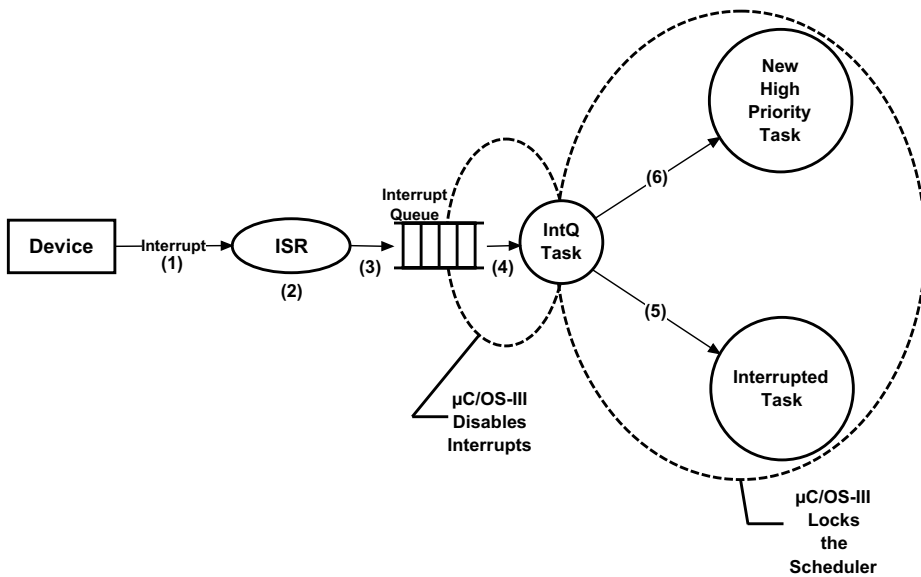 New
High
Priority
Task
(6)
Interrupt
Queue
IntQ
Task
Device
Interrupt
(1)
ISR
(2)
(3)
(4)
(5)
Interrupted
Task
µC/OS-III
Disables
Interrupts
µC/OS-III
Locks
the
Scheduler